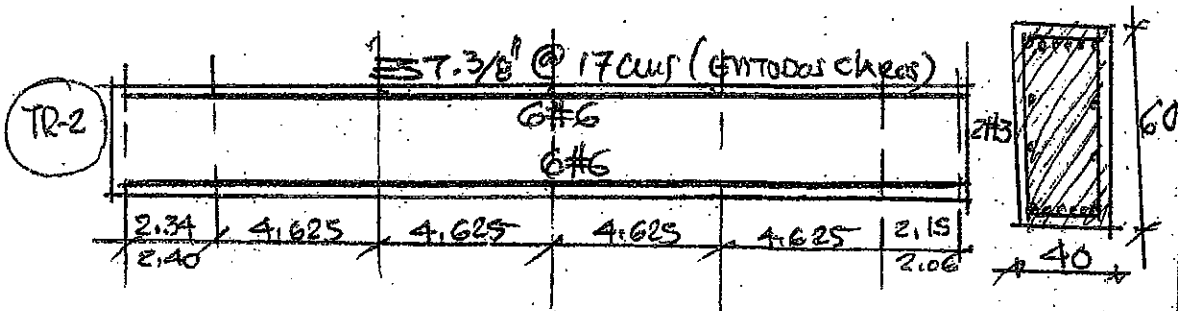 EST. 3/8" @ 17 cms (EN TODOS CLAROS)
TR-2
6#6
2#3
60
6#6
2.34 4.625 4.625 4.625 4.625 2.15
2.40 2.06
40